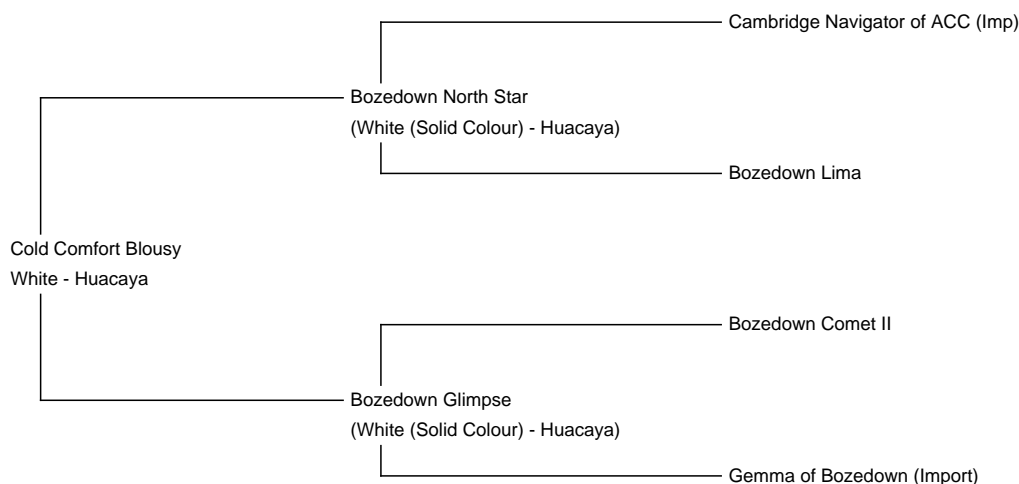 Cambridge Navigator of ACC (Imp)
Bozedown North Star
(White (Solid Colour) - Huacaya)
Bozedown Lima
Cold Comfort Blousy
White - Huacaya
Bozedown Comet II
Bozedown Glimpse
(White (Solid Colour) - Huacaya)
Gemma of Bozedown (Import)